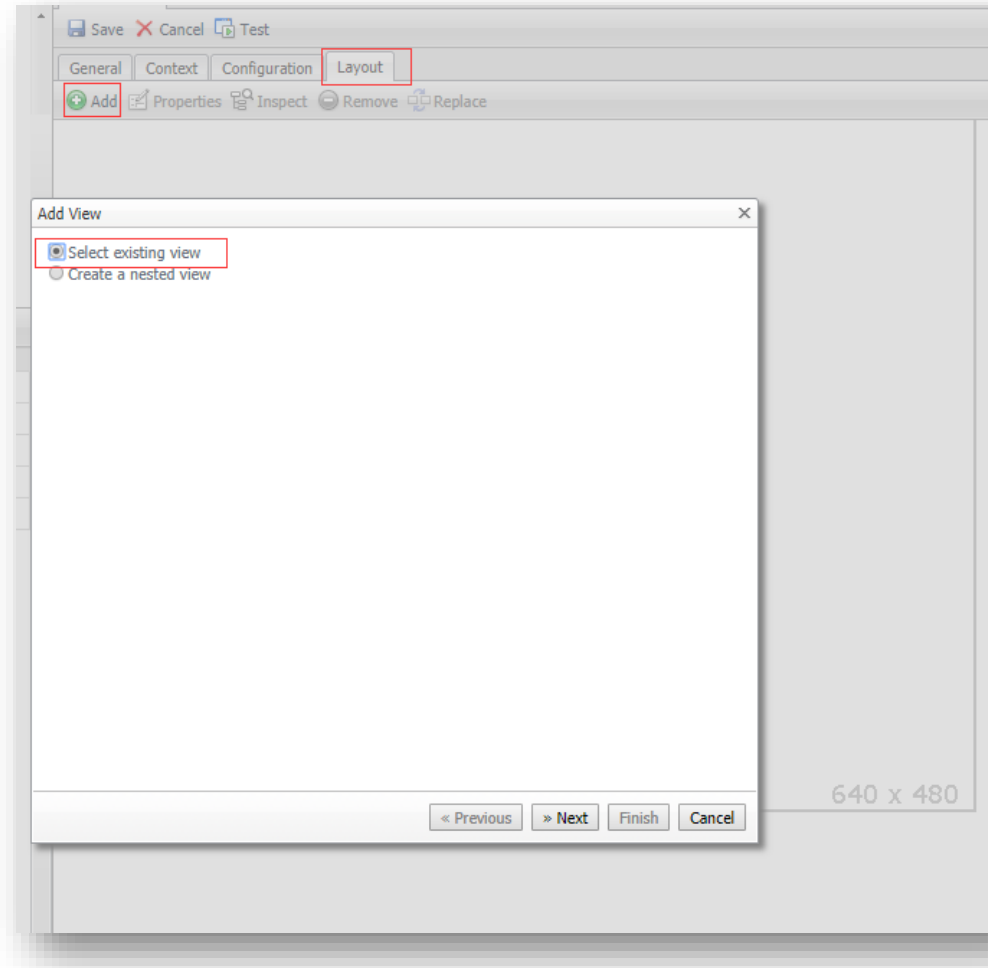 Save Cancel Test
General Context Configuration Layout
Add Properties Inspect Remove Replace
Add View
Select existing view
Create a nested view
640 x 480
« Previous » Next Finish Cancel